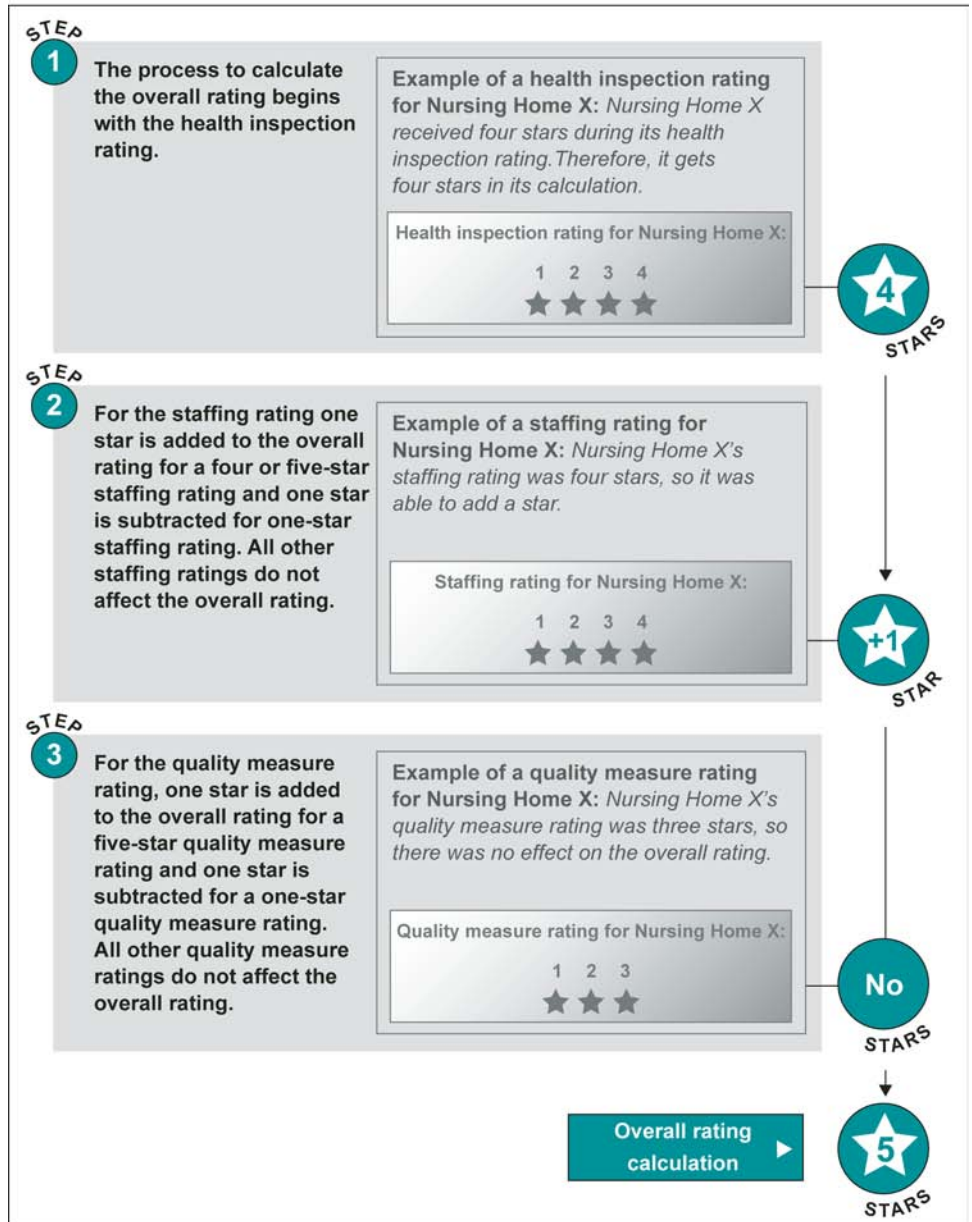 STEP
1
The process to calculate
the overall rating begins
with the health inspection
rating.
Example of a health inspection rating
for Nursing Home X: Nursing Home X
received four stars during its health
inspection rating.Therefore, it gets
four stars in its calculation.
Health inspection rating for Nursing Home X:
1 2 3 4
4
STARS
STEP
2
For the staffing rating one
star is added to the overall
rating for a four or five-star
staffing rating and one star
is subtracted for one-star
staffing rating. All other
staffing ratings do not
affect the overall rating.
Example of a staffing rating for
Nursing Home X: Nursing Home X's
staffing rating was four stars, so it was
able to add a star.
Staffing rating for Nursing Home X:
1 2 3 4
+1
STAR
STEP
3
For the quality measure
rating, one star is added
to the overall rating for a
five-star quality measure
rating and one star is
subtracted for a one-star
quality measure rating.
All other quality measure
ratings do not affect the
overall rating.
Example of a quality measure rating
for Nursing Home X: Nursing Home X's
quality measure rating was three stars, so
there was no effect on the overall rating.
Quality measure rating for Nursing Home X:
1 2 3
No
STARS
Overall rating
calculation
5
STARS